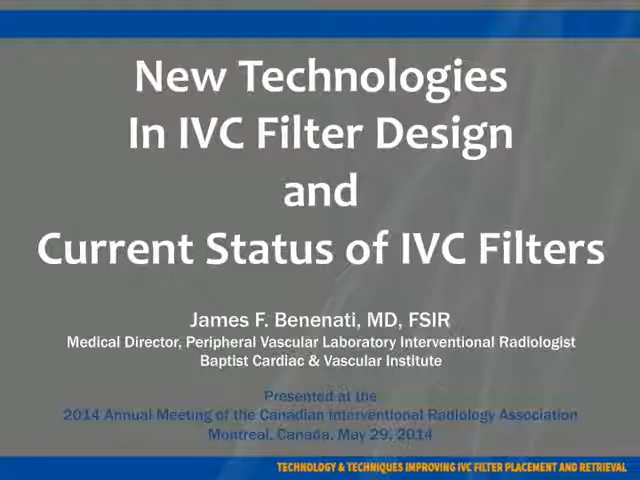 New Technologies
In IVC Filter Design
and
Current Status of IVC Filters
James F. Benenati, MD, FSIR
Medical Director, Peripheral Vascular Laboratory Interventional Radiologist
Baptist Cardiac & Vascular Institute
Presented at the
2014 Annual Meeting of the Canadian Interventional Radiology Association
Montreal, Canada, May 29, 2014
TECHNOLOGY & TECHNIQUES IMPROVING IVC FILTER PLACEMENT AND RETRIEVAL